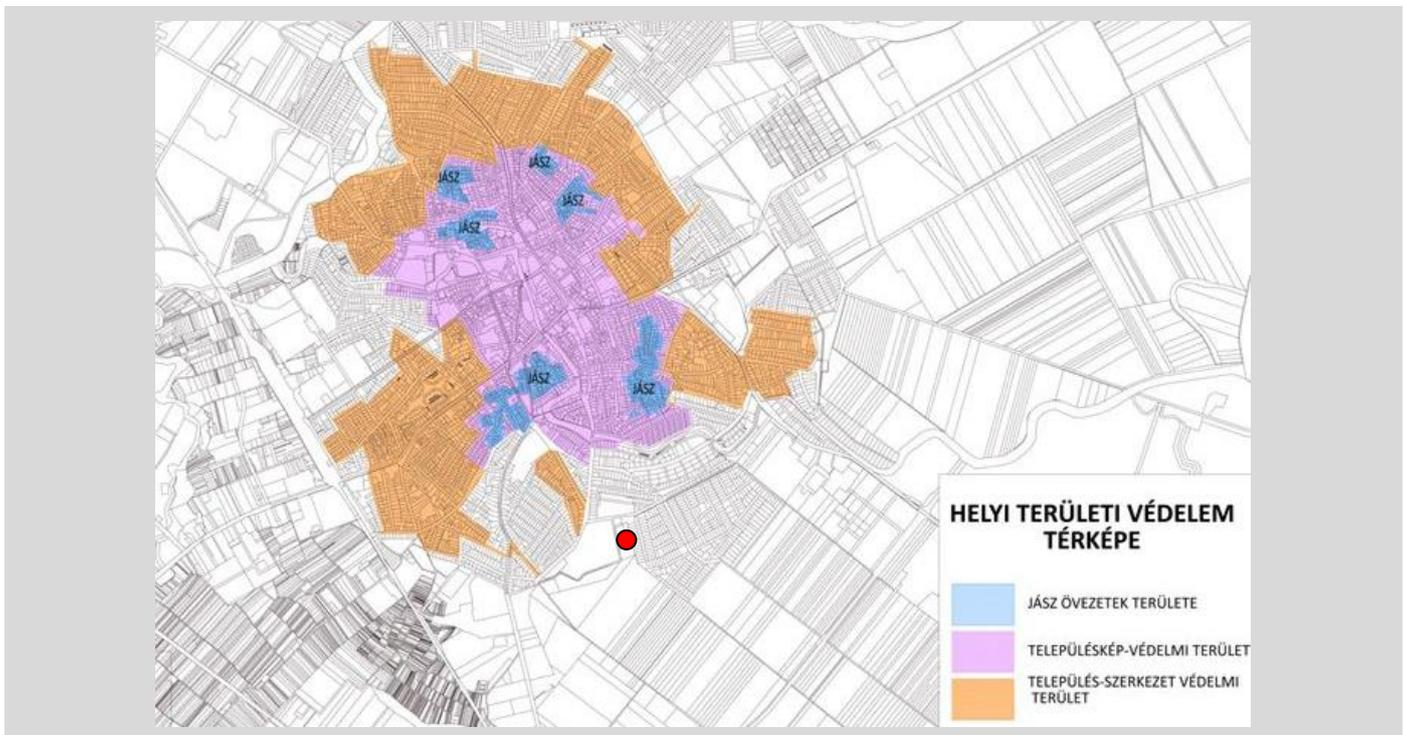 JÁSZ
JÁSZ
JÁSZ
JÁSZ
JÁSZ
JÁSZ
HELYI TERÜLETI VÉDELEM
TÉRKÉPE
JÁSZ ÖVEZETEK TERÜLETE
TELEPÜLÉSKÉP-VÉDELMI TERÜLET
TELEPÜLÉS-SZERKEZET VÉDELMI
TERÜLET